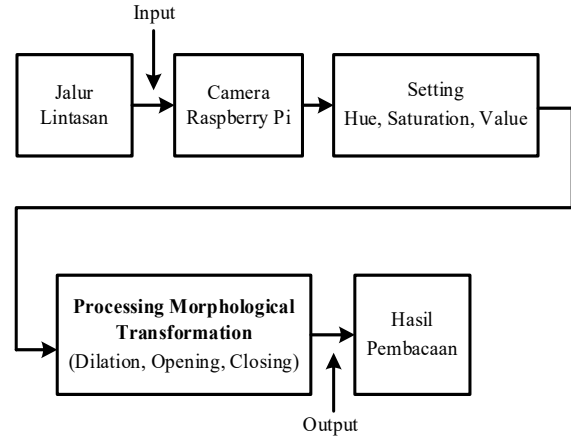 Input
Jalur
Lintasan
Camera
Raspberry Pi
Setting
Hue, Saturation, Value
Processing Morphological
Transformation
(Dilation, Opening, Closing)
Hasil
Pembacaan
Output